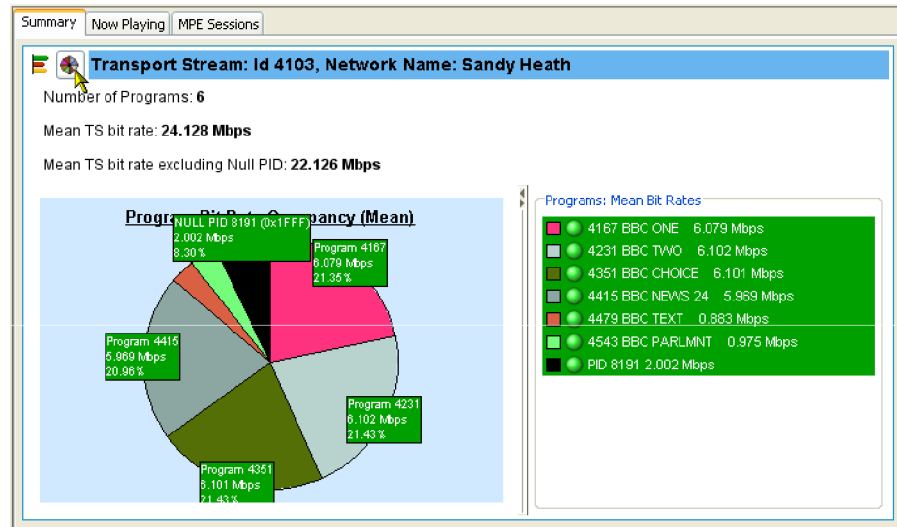 Summary
Now Playing
MPE Sessions
Transport Stream: Id 4103, Network Name: Sandy Heath
Number of Programs: 6
Mean TS bit rate: 24.128 Mbps
Mean TS bit rate excluding Null PID: 22.126 Mbps
(Mean)
NULL PID 8191 (0x1FFF)
2.002 Mbps
8.30%
Program 4167
6.079 Mbps
21.35%
Program 4415
5.969 Mbps
20.96%
Program 4231
6.102 Mbps
21.43%
Program 4351
6.101 Mbps
21.43%
Programs: Mean Bit Rates
4167 BBC ONE 6.079 Mbps
4231 BBC TWO 6.102 Mbps
4351 BBC CHOICE 6.101 Mbps
4415 BBC NEWS 24 5.969 Mbps
4479 BBC TEXT 0.883 Mbps
4543 BBC PARLMNT 0.975 Mbps
PID 8191 2.002 Mbps